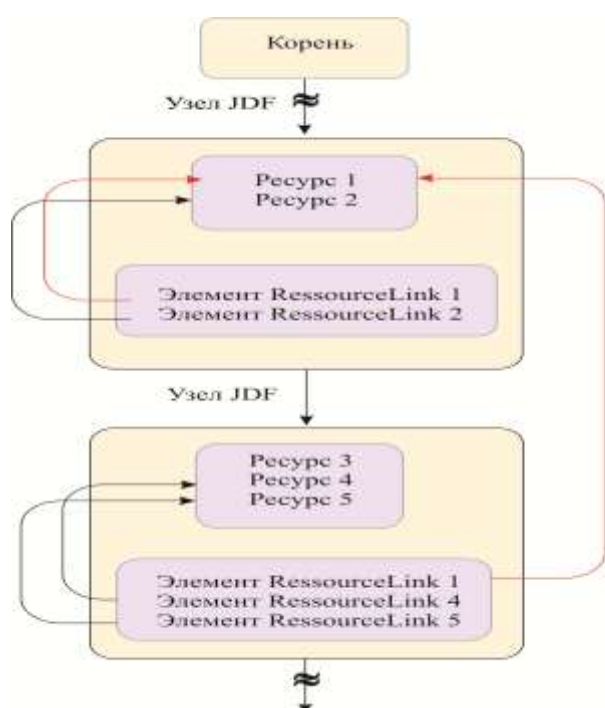 Корень
Узел JDF
Ресурс 1
Ресурс 2
Элемент RessourceLink 1
Элемент RessourceLink 2
Узел JDF
Ресурс 3
Ресурс 4
Ресурс 5
Элемент RessourceLink 1
Элемент RessourceLink 4
Элемент RessourceLink 5